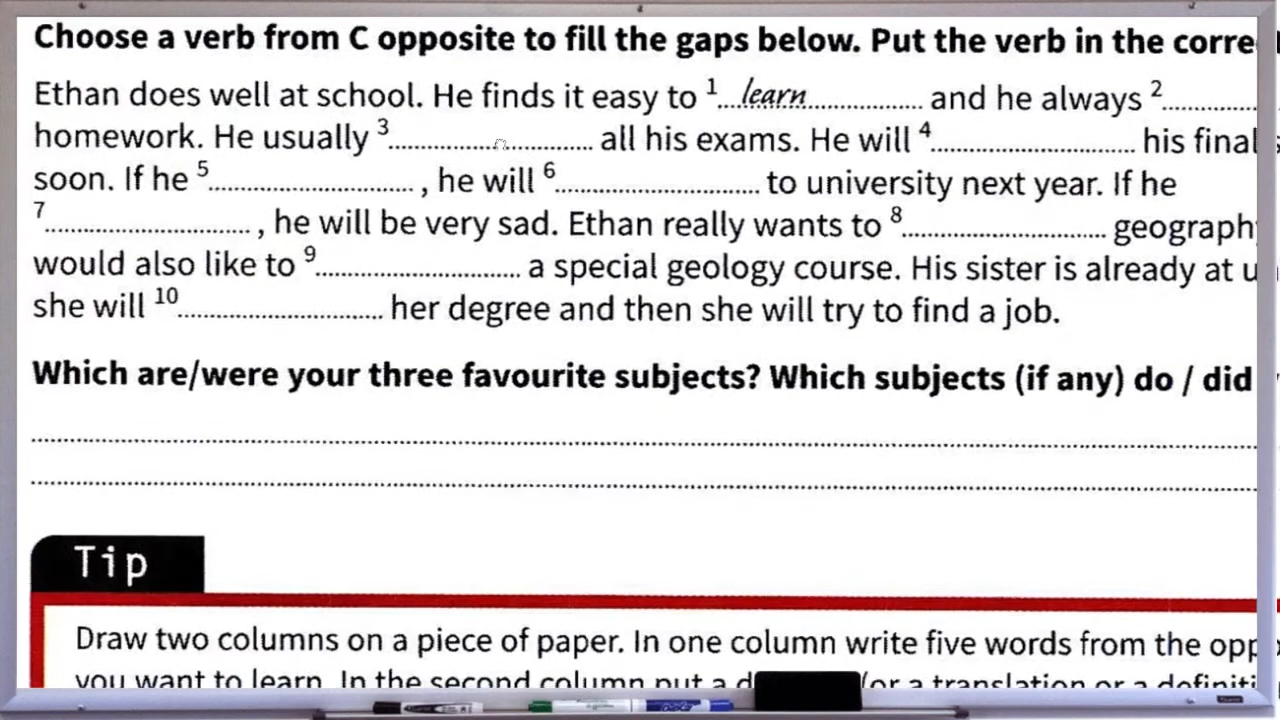 Choose a verb from C opposite to fill the gaps below. Put the verb in the corre
Ethan does well at school. He finds it easy to 1 learn and he always 2
homework. He usually 3 all his exams. He will 4 his final
soon. If he 5 , he will 6 to university next year. If he
7 , he will be very sad. Ethan really wants to 8 geography
would also like to 9 a special geology course. His sister is already at u
she will 10 her degree and then she will try to find a job.
Which are/were your three favourite subjects? Which subjects (if any) do / did
Tip
Draw two columns on a piece of paper. In one column write five words from the opp
you want to learn. In the second column put a d (or a translation or a definiti